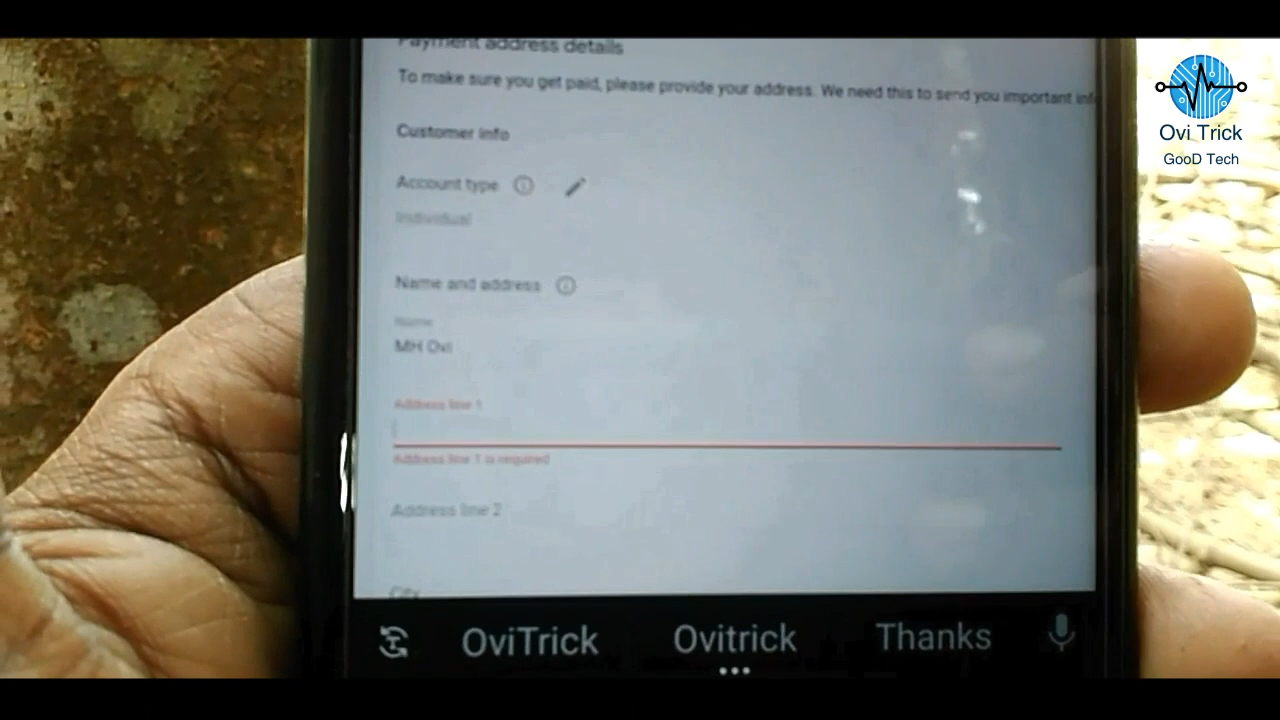 Payment address details
To make sure you get paid, please provide your address. We need this to send you important
Customer info
Account type
Individual
Name and address
Name
MH Ovi
Address line 1
Address line 1 is required
Address line 2
City
OviTrick Ovitrick Thanks
Ovi Trick
GooD Tech